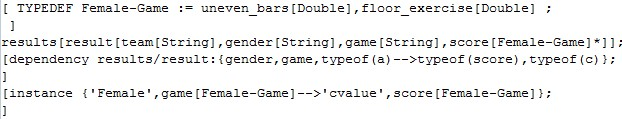 [ TYPEDEF Female-Game := uneven_bars[Double],floor_exercise[Double] ;
]
results[result[team[String],gender[String],game[String],score[Female-Game]*]];
[dependency results/result:{gender,game,typeof(a)-->typeof(score),typeof(c)};
]
[instance {'Female',game[Female-Game]-->'cvalue',score[Female-Game]};
]